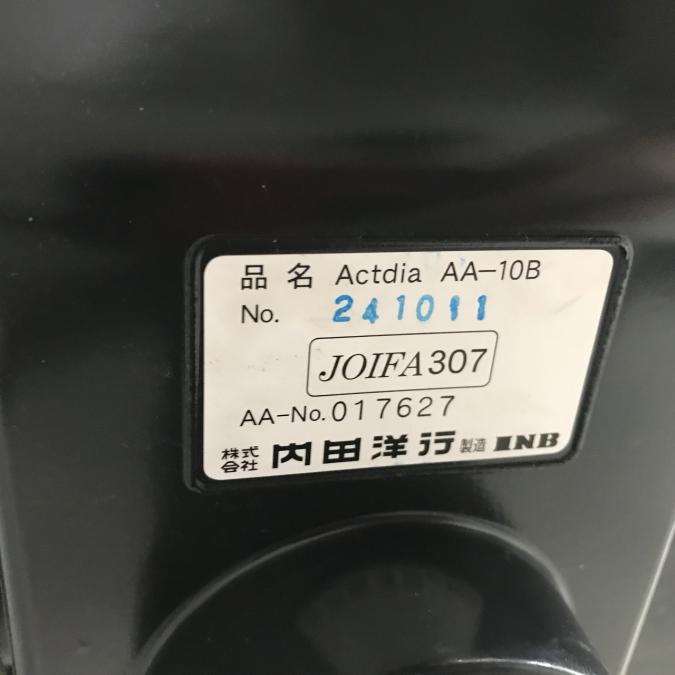 品名 Actdia AA-10B
No. 241011
JOIFA307
AA-No. 017627
株式会社 内田洋行 製造 INB